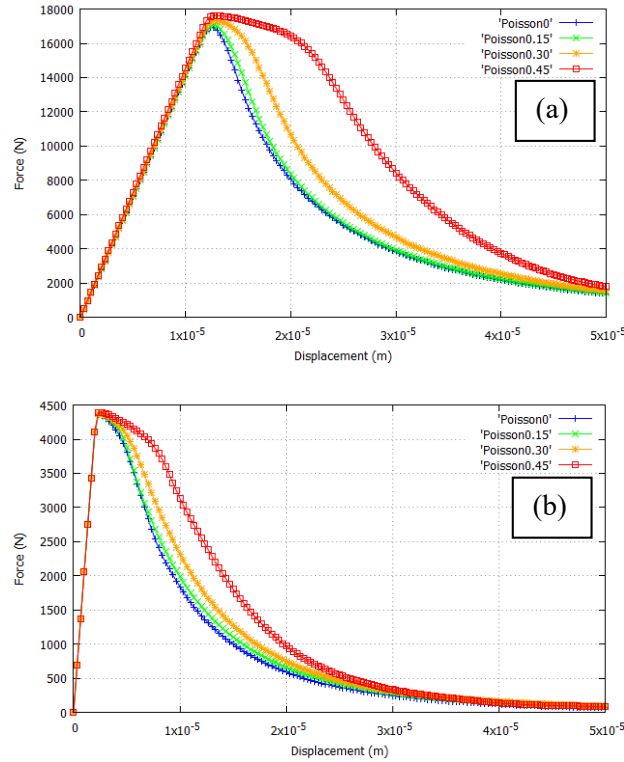 18000
16000
14000
12000
10000
8000
6000
4000
2000
0
Force (N)
'Poisson0'
'Poisson0.15'
'Poisson0.30'
'Poisson0.45'
(a)
0 1x10-5 2x10-5 3x10-5 4x10-5 5x10-5
Displacement (m)
4500
4000
3500
3000
2500
2000
1500
1000
500
0
Force (N)
'Poisson0'
'Poisson0.15'
'Poisson0.30'
'Poisson0.45'
(b)
0 1x10-5 2x10-5 3x10-5 4x10-5 5x10-5
Displacement (m)